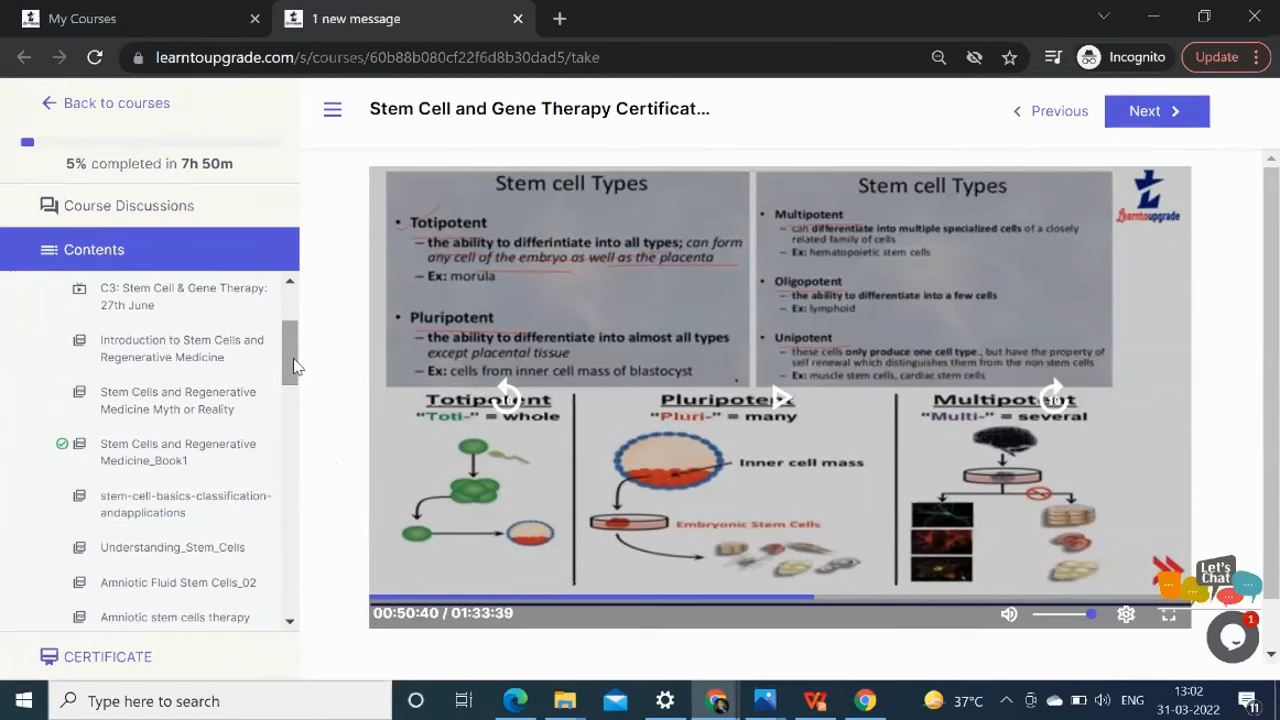 My Courses
1 new message
learntoupgrade.com/s/courses/60b88b080cf22f6d8b30dad5/take
Incognito
Update
Back to courses
5% completed in 7h 50m
Course Discussions
Contents
C3: Stem Cell & Gene Therapy:
27th June
Introduction to Stem Cells and
Regenerative Medicine
Stem Cells and Regenerative
Medicine Myth or Reality
Stem Cells and Regenerative
Medicine_Book1
stem-cell-basics-classification-
andapplications
Understanding_Stem_Cells
Amniotic Fluid Stem Cells_02
Amniotic stem cells therapy
CERTIFICATE
Stem Cell and Gene Therapy Certificat...
Previous
Next
Stem cell Types
• Totipotent
– the ability to differintiate into all types; can form
any cell of the embryo as well as the placenta
– Ex: morula
• Pluripotent
– the ability to differentiate into almost all types
except placental tissue
– Ex: cells from inner cell mass of blastocyst
Stem cell Types
• Multipotent
– can differentiate into multiple specialized cells of a closely
related family of cells
– Ex: hematopoietic stem cells
• Oligopotent
– the ability to differentiate into a few cells
– Ex: lymphoid
• Unipotent
– these cells only produce one cell type., but have the property of
self renewal which distinguishes them from the non stem cells
– Ex: muscle stem cells, cardiac stem cells
Learntoupgrade
Totipotent
"Toti-" = whole
Pluripotent
"Pluri-" = many
Inner cell mass
Embryonic Stem Cells
Multipotent
"Multi-" = several
10
10
00:50:40 / 01:33:39
Let's
Chat
1
Type here to search
37°C
ENG
13:02
31-03-2022
11